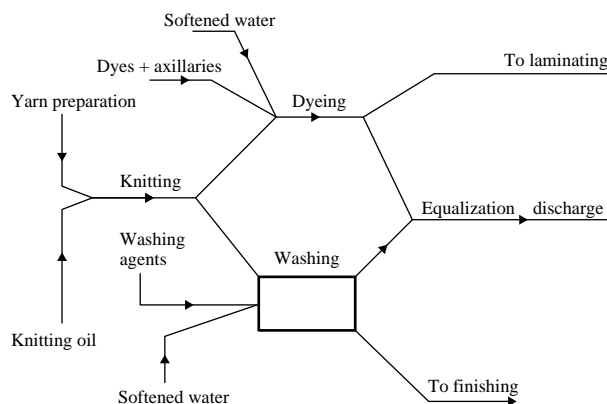 Softened water
Dyes + axillaries
To laminating
Yarn preparation
Dyeing
Knitting
Equalization discharge
Washing
agents
Washing
Knitting oil
Softened water
To finishing